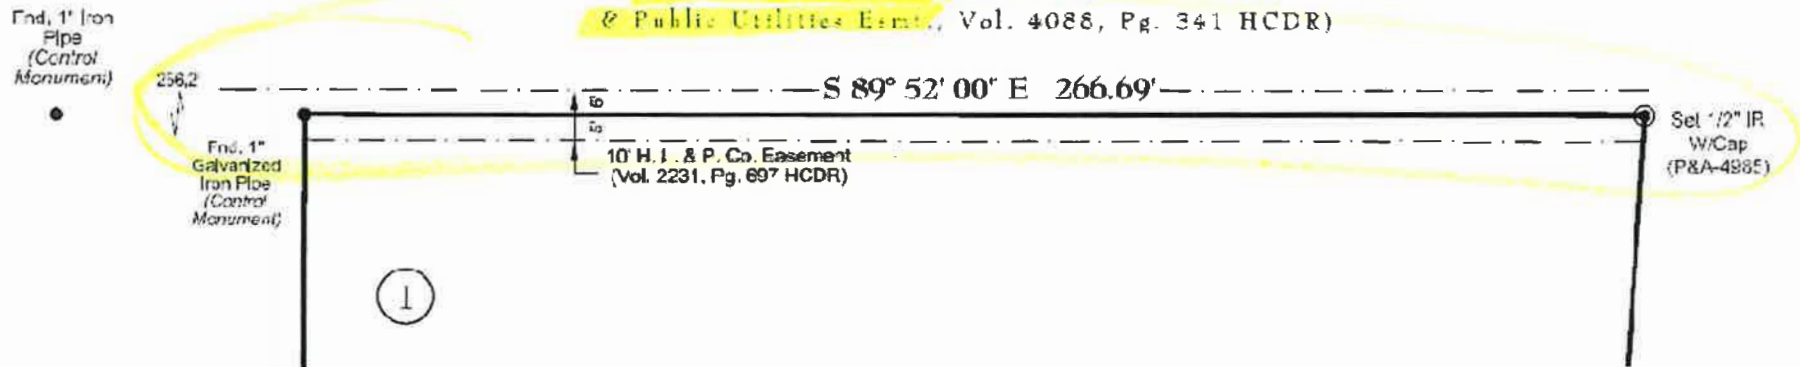 Fnd. 1" Iron
Pipe
(Control
Monument)
& Public Utilities Esmt., Vol. 4088, Pg. 341 HCDR)
256.2
S 89° 52' 00" E 266.69'
5'
5'
Fnd. 1"
Galvanized
Iron Pipe
(Control
Monument)
10' H. L. & P. Co. Easement
(Vol. 2231, Pg. 697 HCDR)
Set 1/2" IR
W/Cap
(P&A-4985)
1